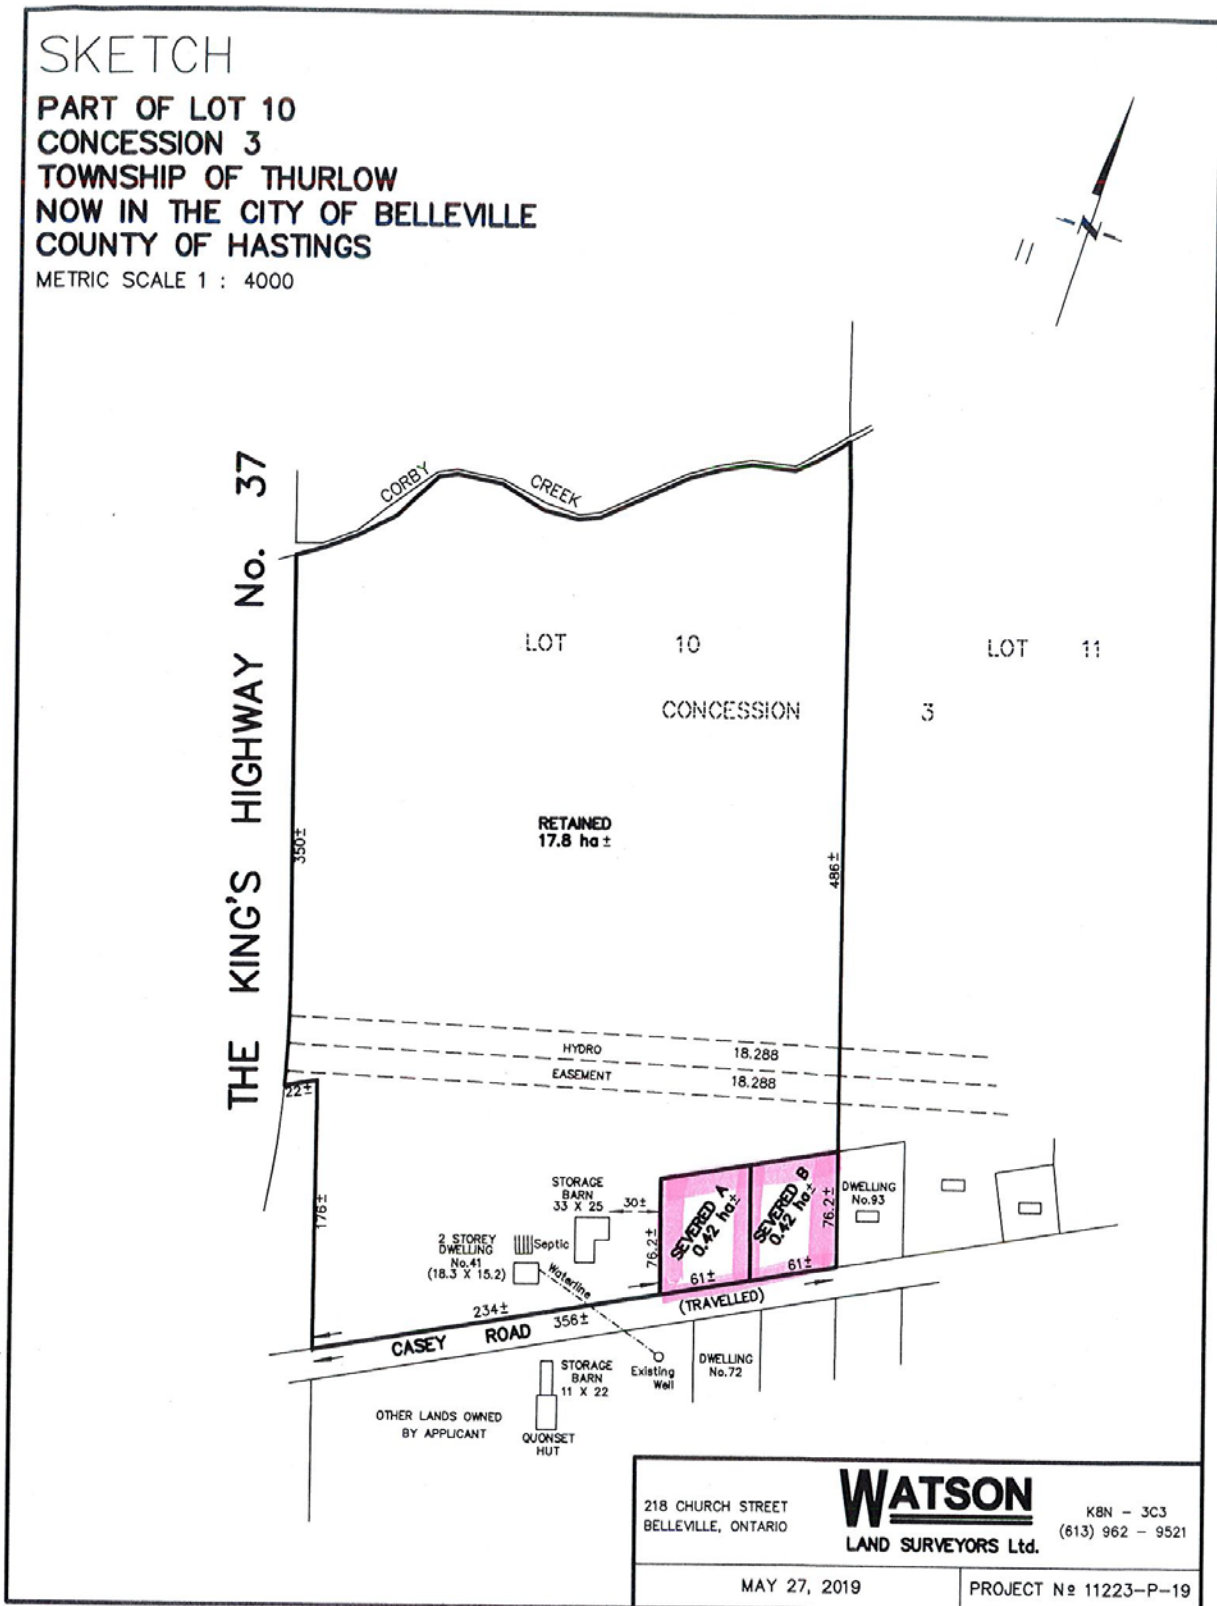 SKETCH
PART OF LOT 10
CONCESSION 3
TOWNSHIP OF THURLOW
NOW IN THE CITY OF BELLEVILLE
COUNTY OF HASTINGS
METRIC SCALE 1 : 4000
N
THE KING'S HIGHWAY No. 37
CORBY CREEK
LOT 10
LOT 11
CONCESSION 3
RETAINED
17.8 ha±
350±
486±
HYDRO 18.288
EASEMENT 18.288
22±
176±
STORAGE
BARN
33 X 25
30±
2 STOREY
DWELLING
No.41
(18.3 X 15.2)
Septic
Waterline
76.2±
SEVERED A
0.42 ha±
SEVERED B
0.42 ha±
76.2±
61±
61±
DWELLING
No.93
(TRAVELLED)
234±
356±
CASEY ROAD
Existing
Well
DWELLING
No.72
STORAGE
BARN
11 X 22
QUONSET
HUT
OTHER LANDS OWNED
BY APPLICANT
218 CHURCH STREET
BELLEVILLE, ONTARIO
WATSON
LAND SURVEYORS Ltd.
K8N - 3C3
(613) 962 - 9521
MAY 27, 2019
PROJECT Nº 11223-P-19